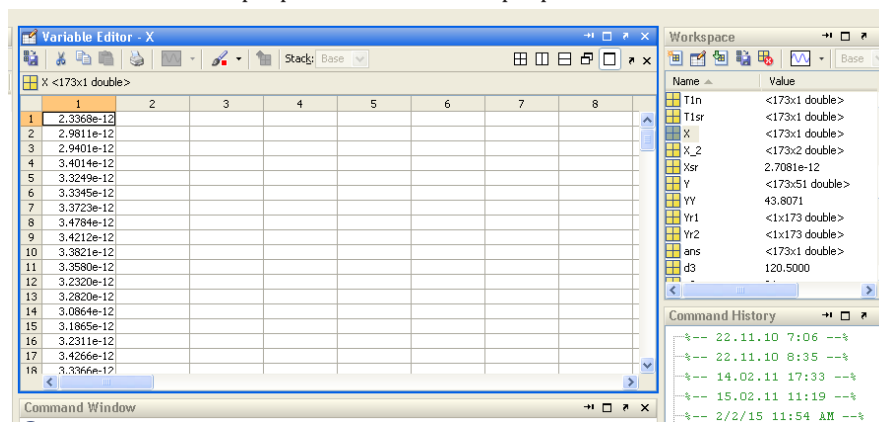 Variable Editor - X
Stack: Base
X <173x1 double>
1 2 3 4 5 6 7 8
1 2.3368e-12
2 2.9811e-12
3 2.9401e-12
4 3.4014e-12
5 3.3249e-12
6 3.3345e-12
7 3.3723e-12
8 3.4784e-12
9 3.4212e-12
10 3.3821e-12
11 3.3580e-12
12 3.2320e-12
13 3.2820e-12
14 3.0864e-12
15 3.1865e-12
16 3.2311e-12
17 3.4266e-12
18 3.3366e-12
Command Window
Workspace
Base
Name Value
T1n <173x1 double>
T1sr <173x1 double>
X <173x1 double>
X_2 <173x2 double>
Xsr 2.7081e-12
Y <173x51 double>
YY 43.8071
Yr1 <1x173 double>
Yr2 <1x173 double>
ans <173x1 double>
d3 120.5000
Command History
%-- 22.11.10 7:06 --%
%-- 22.11.10 8:35 --%
%-- 14.02.11 17:33 --%
%-- 15.02.11 11:19 --%
%-- 2/2/15 11:54 AM --%